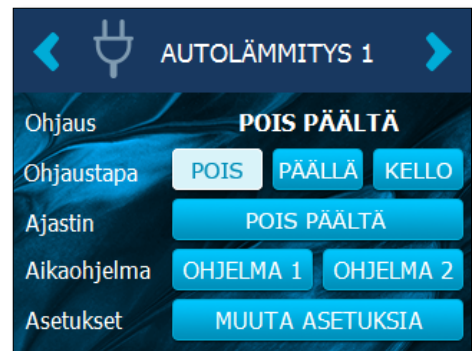 AUTOLÄMMITYS 1
Ohjaus POIS PÄÄLTÄ
Ohjaustapa POIS PÄÄLLÄ KELLO
Ajastin POIS PÄÄLTÄ
Aikaohjelma OHJELMA 1 OHJELMA 2
Asetukset MUUTA ASETUKSIA